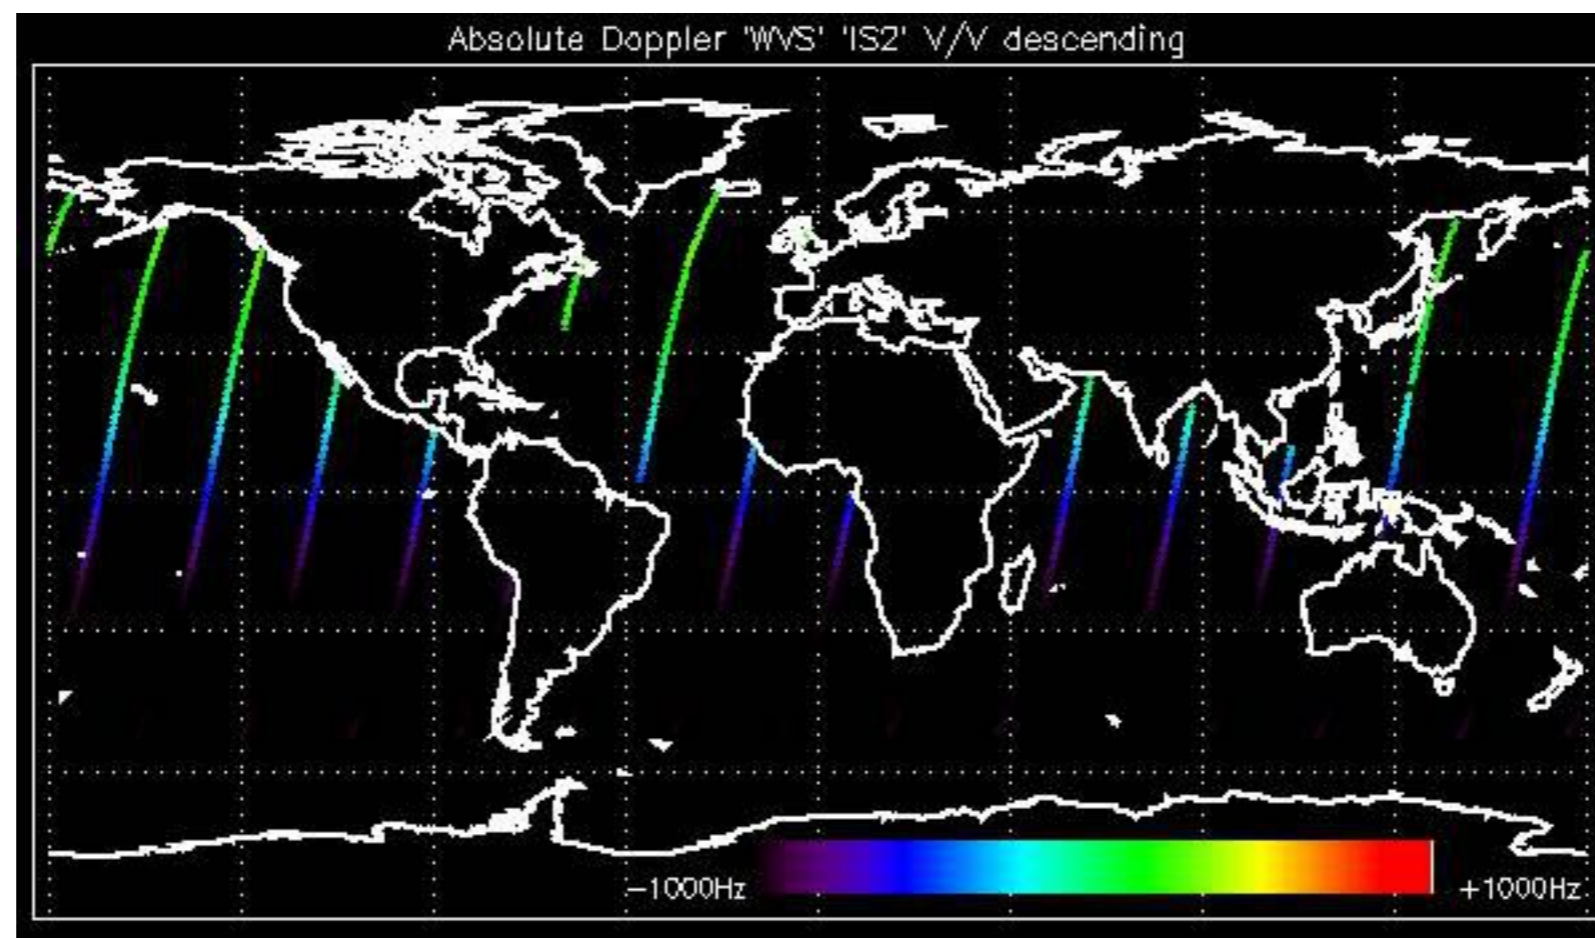 Absolute Doppler 'WVS' 'IS2' V/V descending
−1000Hz
+1000Hz